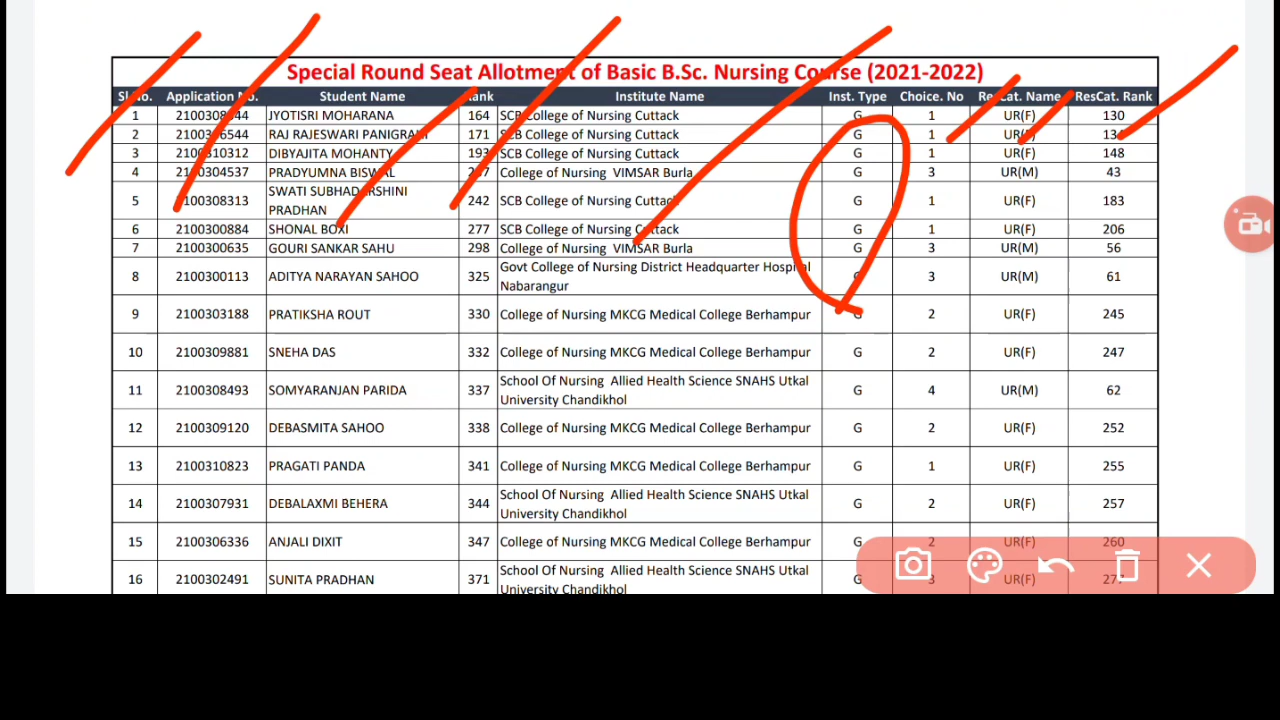 Special Round Seat Allotment of Basic B.Sc. Nursing Course (2021-2022)
Sl.No. Application No. Student Name Rank Institute Name Inst. Type Choice. No ResCat. Name ResCat. Rank
1 JYOTISRI MOHARANA 164 SCB College of Nursing Cuttack G 1 UR(F) 130
2 RAJ RAJESWARI PANIGRAHI 171 SCB College of Nursing Cuttack G 1 UR(F) 134
3 2100310312 DIBYAJITA MOHANTY 193 SCB College of Nursing Cuttack G 1 UR(F) 148
4 2100304537 PRADYUMNA BISWAL College of Nursing VIMSAR Burla G 3 UR(M) 43
5 2100308313 SWATI SUBHADARSHINI
PRADHAN 242 SCB College of Nursing Cuttack G 1 UR(F) 183
6 2100300884 SHONAL BOXI 277 SCB College of Nursing Cuttack G 1 UR(F) 206
7 2100300635 GOURI SANKAR SAHU 298 College of Nursing VIMSAR Burla G 3 UR(M) 56
8 2100300113 ADITYA NARAYAN SAHOO 325 Govt College of Nursing District Headquarter Hospital
Nabarangur G 3 UR(M) 61
9 2100303188 PRATIKSHA ROUT 330 College of Nursing MKCG Medical College Berhampur G 2 UR(F) 245
10 2100309881 SNEHA DAS 332 College of Nursing MKCG Medical College Berhampur G 2 UR(F) 247
11 2100308493 SOMYARANJAN PARIDA 337 School Of Nursing Allied Health Science SNAHS Utkal
University Chandikhol G 4 UR(M) 62
12 2100309120 DEBASMITA SAHOO 338 College of Nursing MKCG Medical College Berhampur G 2 UR(F) 252
13 2100310823 PRAGATI PANDA 341 College of Nursing MKCG Medical College Berhampur G 1 UR(F) 255
14 2100307931 DEBALAXMI BEHERA 344 School Of Nursing Allied Health Science SNAHS Utkal
University Chandikhol G 2 UR(F) 257
15 2100306336 ANJALI DIXIT 347 College of Nursing MKCG Medical College Berhampur G 2 UR(F) 260
16 2100302491 SUNITA PRADHAN 371 School Of Nursing Allied Health Science SNAHS Utkal
University Chandikhol G 3 UR(F)